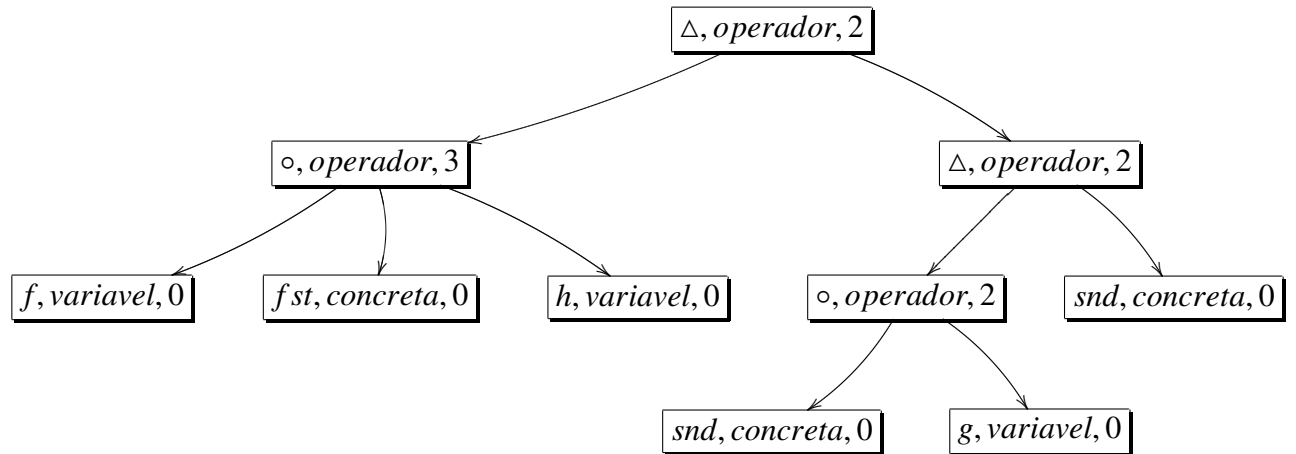 △, operador, 2
∘, operador, 3
△, operador, 2
f, variavel, 0
fst, concreta, 0
h, variavel, 0
∘, operador, 2
snd, concreta, 0
snd, concreta, 0
g, variavel, 0